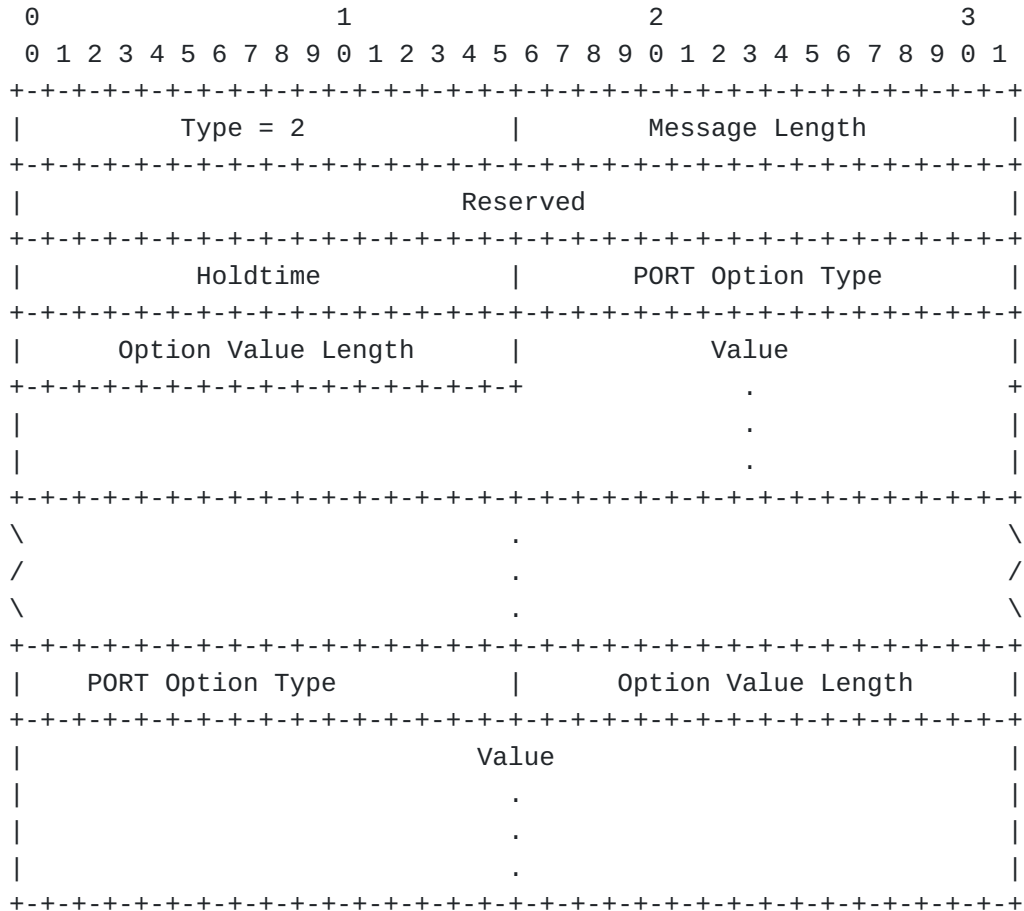 0                   1                   2                   3
 0 1 2 3 4 5 6 7 8 9 0 1 2 3 4 5 6 7 8 9 0 1 2 3 4 5 6 7 8 9 0 1
+-+-+-+-+-+-+-+-+-+-+-+-+-+-+-+-+-+-+-+-+-+-+-+-+-+-+-+-+-+-+-+-+
|          Type = 2             |        Message Length         |
+-+-+-+-+-+-+-+-+-+-+-+-+-+-+-+-+-+-+-+-+-+-+-+-+-+-+-+-+-+-+-+-+
|                            Reserved                           |
+-+-+-+-+-+-+-+-+-+-+-+-+-+-+-+-+-+-+-+-+-+-+-+-+-+-+-+-+-+-+-+-+
|           Holdtime            |       PORT Option Type        |
+-+-+-+-+-+-+-+-+-+-+-+-+-+-+-+-+-+-+-+-+-+-+-+-+-+-+-+-+-+-+-+-+
|      Option Value Length      |            Value              |
+-+-+-+-+-+-+-+-+-+-+-+-+-+-+-+-+              .                +
|                                              .                |
|                                              .                |
+-+-+-+-+-+-+-+-+-+-+-+-+-+-+-+-+-+-+-+-+-+-+-+-+-+-+-+-+-+-+-+-+
\                               .                               \
/                               .                               /
\                               .                               \
+-+-+-+-+-+-+-+-+-+-+-+-+-+-+-+-+-+-+-+-+-+-+-+-+-+-+-+-+-+-+-+-+
|    PORT Option Type           |      Option Value Length      |
+-+-+-+-+-+-+-+-+-+-+-+-+-+-+-+-+-+-+-+-+-+-+-+-+-+-+-+-+-+-+-+-+
|                             Value                             |
|                               .                               |
|                               .                               |
|                               .                               |
+-+-+-+-+-+-+-+-+-+-+-+-+-+-+-+-+-+-+-+-+-+-+-+-+-+-+-+-+-+-+-+-+